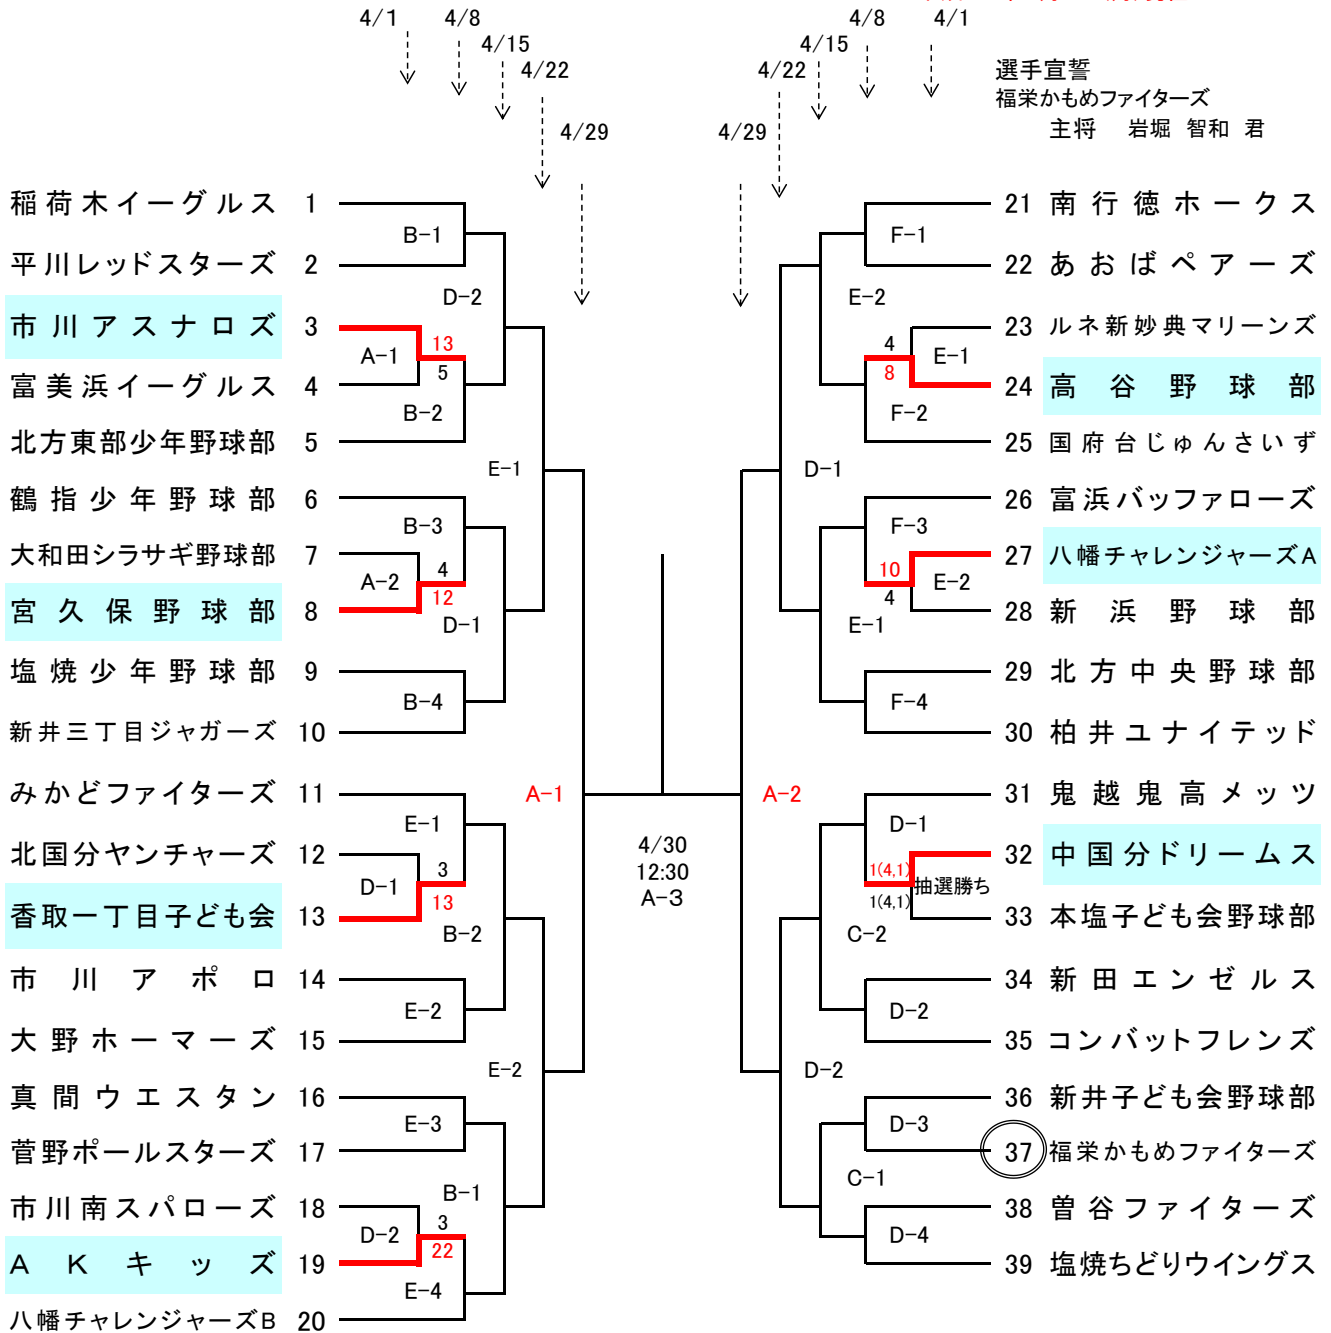 4/1
4/8
4/15
4/22
4/29
4/1
4/8
4/15
4/22
4/29
選手宣誓
福栄かもめファイターズ
主将 岩堀 智和 君
稲荷木イーグルス 1
平川レッドスターズ 2
市川アスナロズ 3
富美浜イーグルス 4
北方東部少年野球部 5
鶴指少年野球部 6
大和田シラサギ野球部 7
宮久保野球部 8
塩焼少年野球部 9
新井三丁目ジャガーズ 10
みかどファイターズ 11
北国分ヤンチャーズ 12
香取一丁目子ども会 13
市川アポロ 14
大野ホーマーズ 15
真間ウエスタン 16
菅野ポールスターズ 17
市川南スパローズ 18
AKキッズ 19
八幡チャレンジャーズB 20
B-1
D-2
A-1
13
5
B-2
E-1
B-3
A-2
4
12
D-1
B-4
A-1
E-1
D-1
3
13
B-2
E-2
E-2
E-3
B-1
D-2
3
22
E-4
4/30
12:30
A-3
F-1
E-2
4
8
E-1
F-2
D-1
F-3
10
4
E-2
E-1
F-4
A-2
D-1
1(4,1)
1(4,1)
抽選勝ち
C-2
D-2
D-2
D-3
C-1
D-4
21 南行徳ホークス
22 あおばペアーズ
23 ルネ新妙典マリーンズ
24 高谷野球部
25 国府台じゅんさいず
26 富浜バッファローズ
27 八幡チャレンジャーズA
28 新浜野球部
29 北方中央野球部
30 柏井ユナイテッド
31 鬼越鬼高メッツ
32 中国分ドリームス
33 本塩子ども会野球部
34 新田エンゼルス
35 コンバットフレンズ
36 新井子ども会野球部
37 福栄かもめファイターズ
38 曽谷ファイターズ
39 塩焼ちどりウイングス